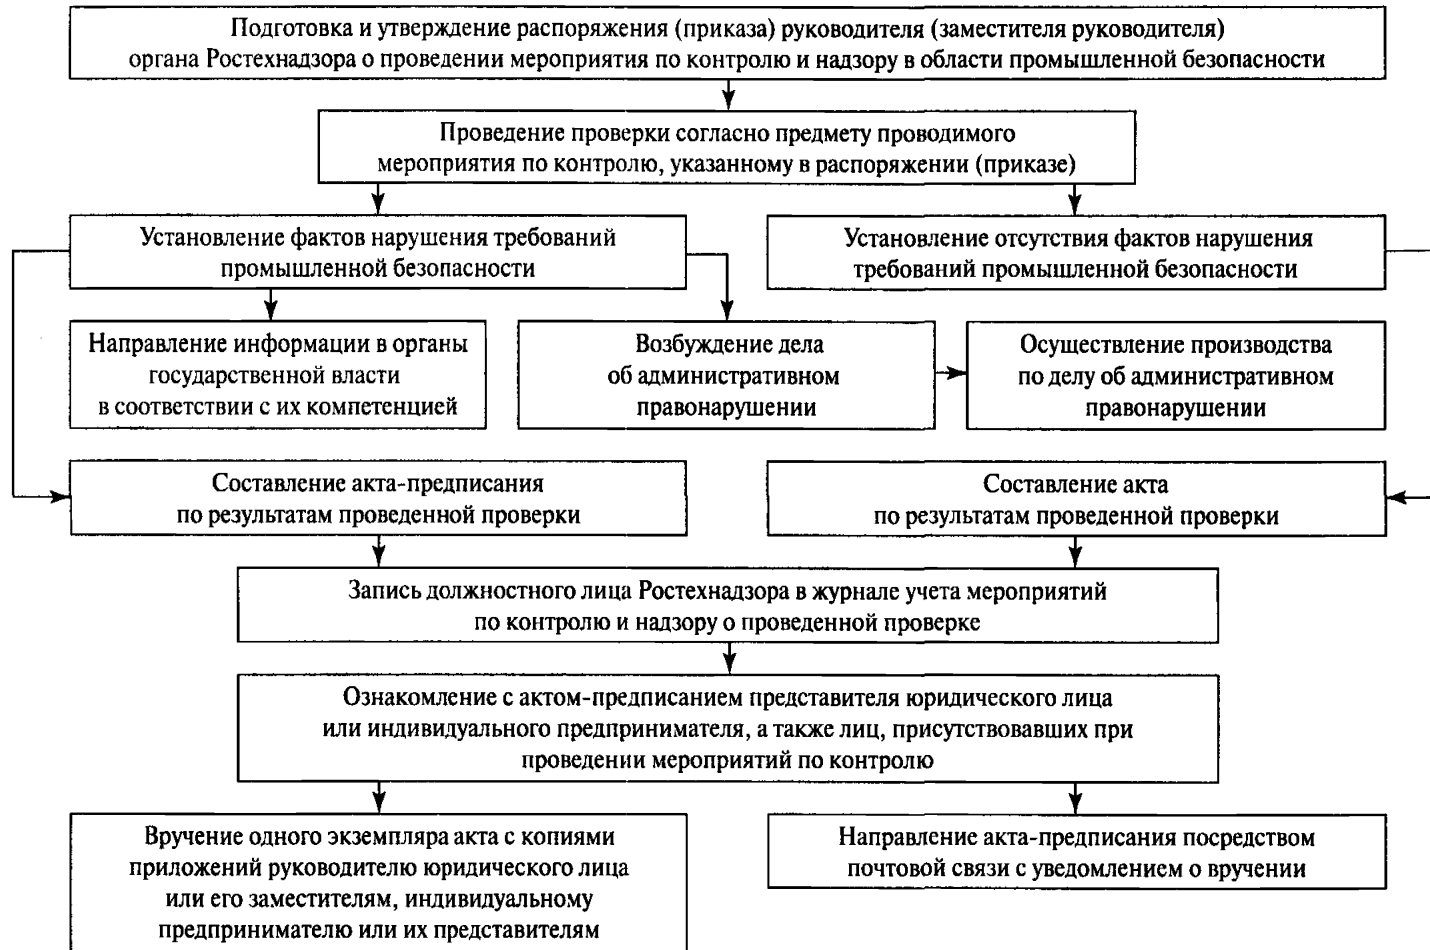 Подготовка и утверждение распоряжения (приказа) руководителя (заместителя руководителя)
органа Ростехнадзора о проведении мероприятия по контролю и надзору в области промышленной безопасности
Проведение проверки согласно предмету проводимого
мероприятия по контролю, указанному в распоряжении (приказе)
Установление фактов нарушения требований
промышленной безопасности
Установление отсутствия фактов нарушения
требований промышленной безопасности
Направление информации в органы
государственной власти
в соответствии с их компетенцией
Возбуждение дела
об административном
правонарушении
Осуществление производства
по делу об административном
правонарушении
Составление акта-предписания
по результатам проведенной проверки
Составление акта
по результатам проведенной проверки
Запись должностного лица Ростехнадзора в журнале учета мероприятий
по контролю и надзору о проведенной проверке
Ознакомление с актом-предписанием представителя юридического лица
или индивидуального предпринимателя, а также лиц, присутствовавших при
проведении мероприятий по контролю
Вручение одного экземпляра акта с копиями
приложений руководителю юридического лица
или его заместителям, индивидуальному
предпринимателю или их представителям
Направление акта-предписания посредством
почтовой связи с уведомлением о вручении